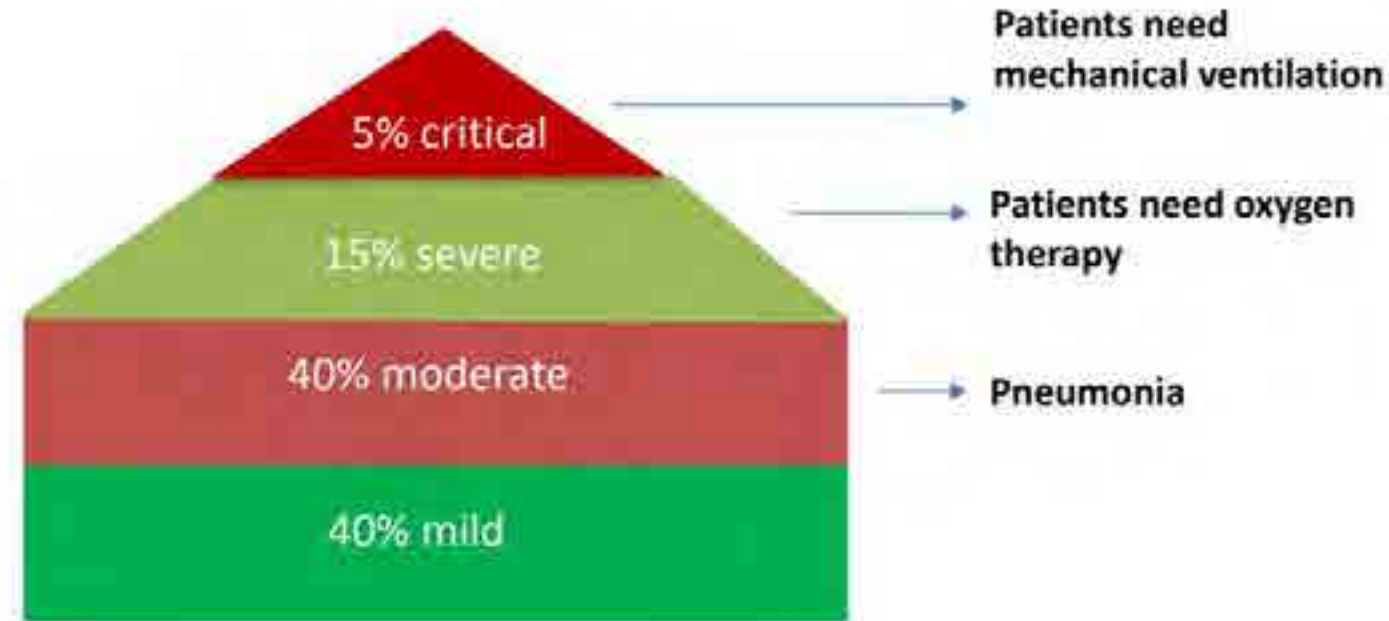 Patients need
mechanical ventilation
5% critical
Patients need oxygen
therapy
15% severe
40% moderate
Pneumonia
40% mild